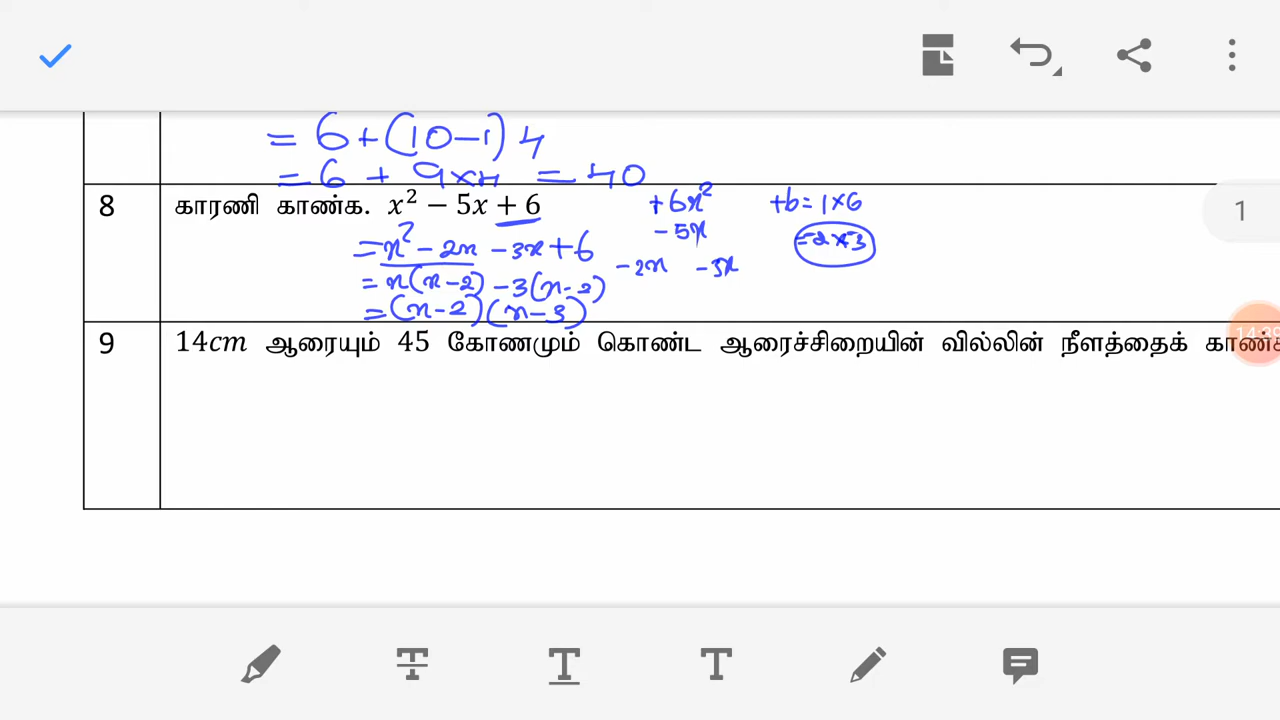 = 6 + (10 - 1) 4
= 6 + 9 × 4 = 40
8 காரணி காண்க. x² − 5x + 6 +6x² +6 = 1 × 6
- 5x = -2 × -3
= x² - 2x - 3x + 6 - 2x - 3x
= x(x - 2) - 3(x - 2)
= (x - 2)(x - 3)
1
14:39
9 14cm ஆரையும் 45 கோணமும் கொண்ட ஆரைச்சிறையின் வில்லின் நீளத்தைக்
T T T